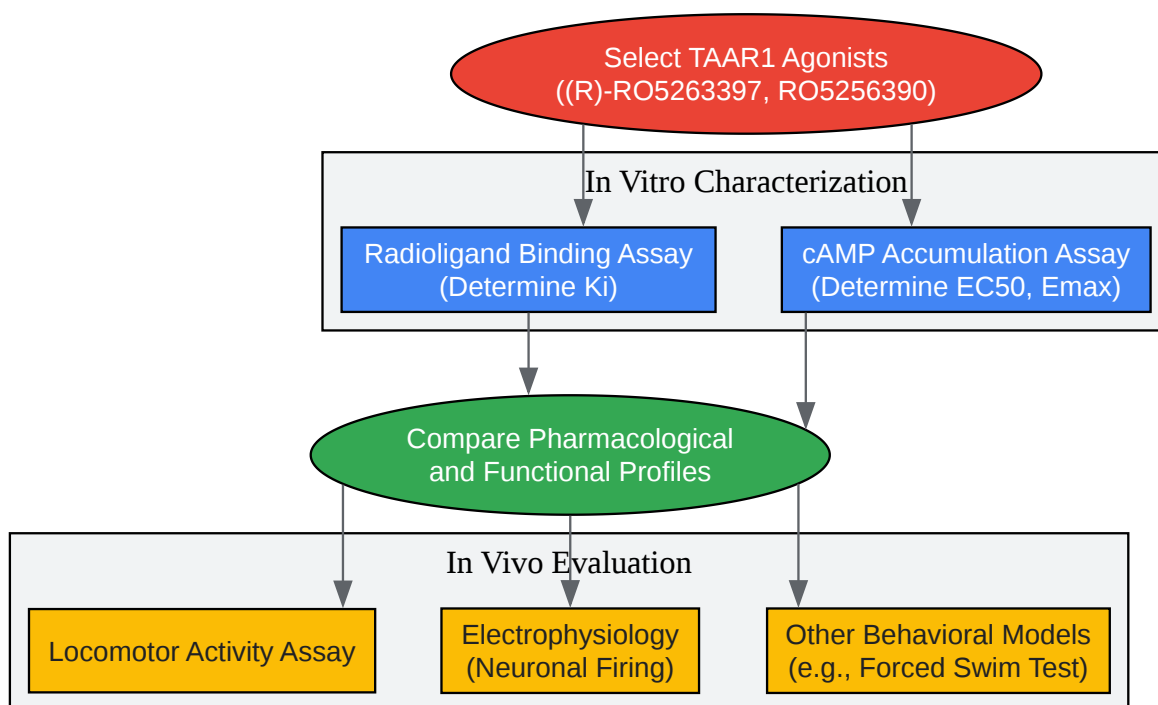 Select TAAR1 Agonists
((R)-RO5263397, RO5256390)
In Vitro Characterization
Radioligand Binding Assay
(Determine Ki)
cAMP Accumulation Assay
(Determine EC50, Emax)
Compare Pharmacological
and Functional Profiles
In Vivo Evaluation
Locomotor Activity Assay
Electrophysiology
(Neuronal Firing)
Other Behavioral Models
(e.g., Forced Swim Test)